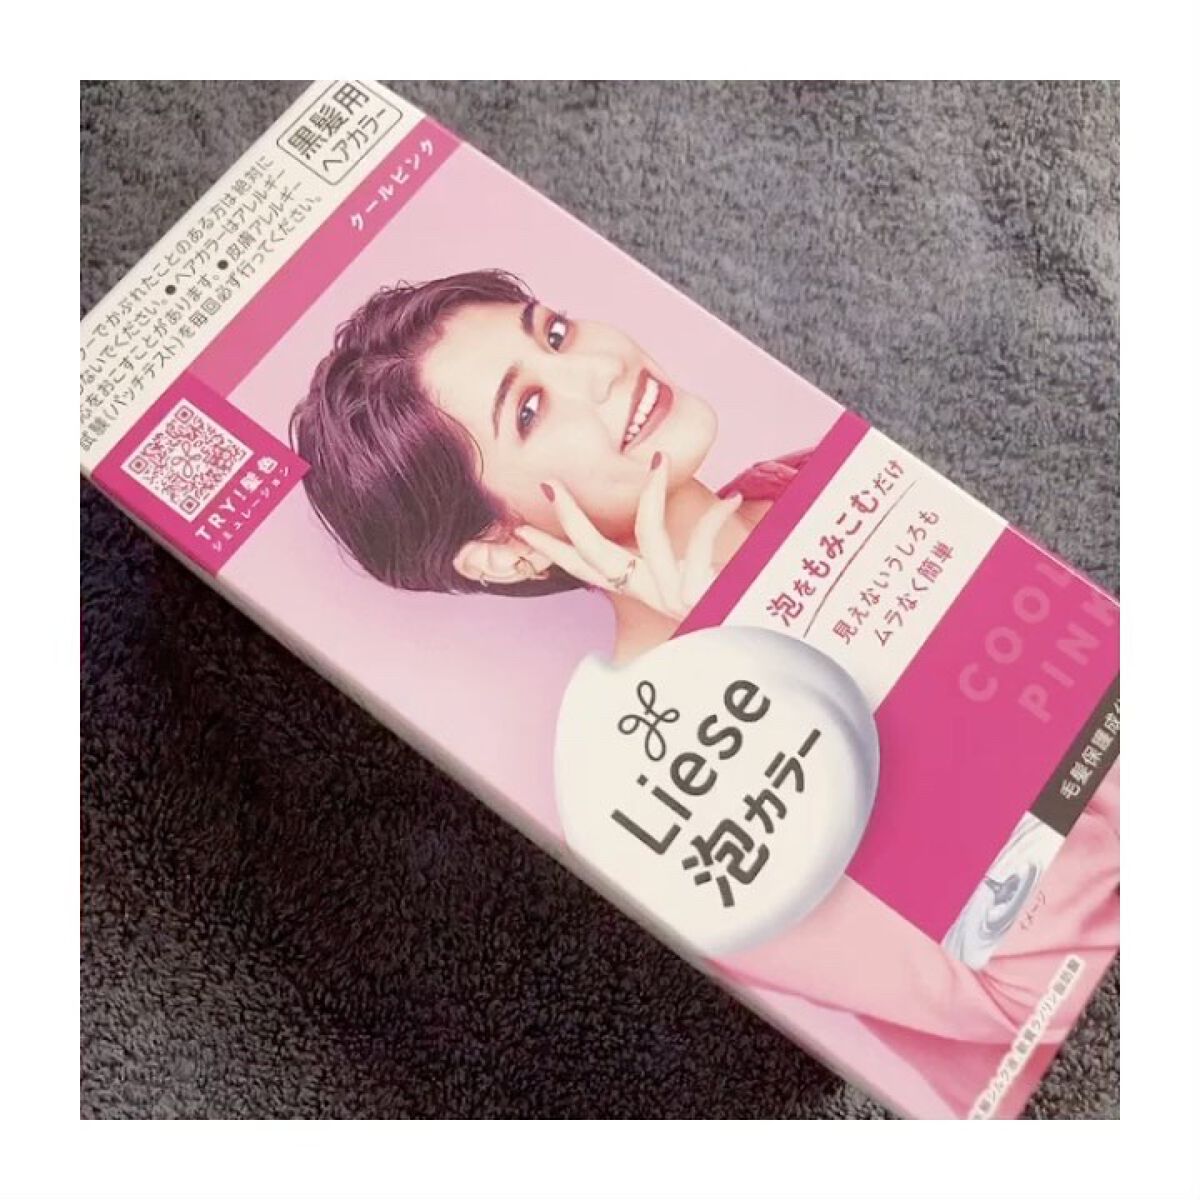 黒髪用
ヘアカラー
クールピンク
でかぶれたことのある方は絶対に
ないでください。●ヘアカラーはアレルギー
をおこすことがあります。●皮膚アレルギー
試験(パッチテスト)を毎回必ず行ってください。
TRY!髪色
シミュレーション
泡をもみこむだけ
見えないうしろも
ムラなく簡単
COOL
PINK
Liese
泡カラー
毛髪保護成
イメージ